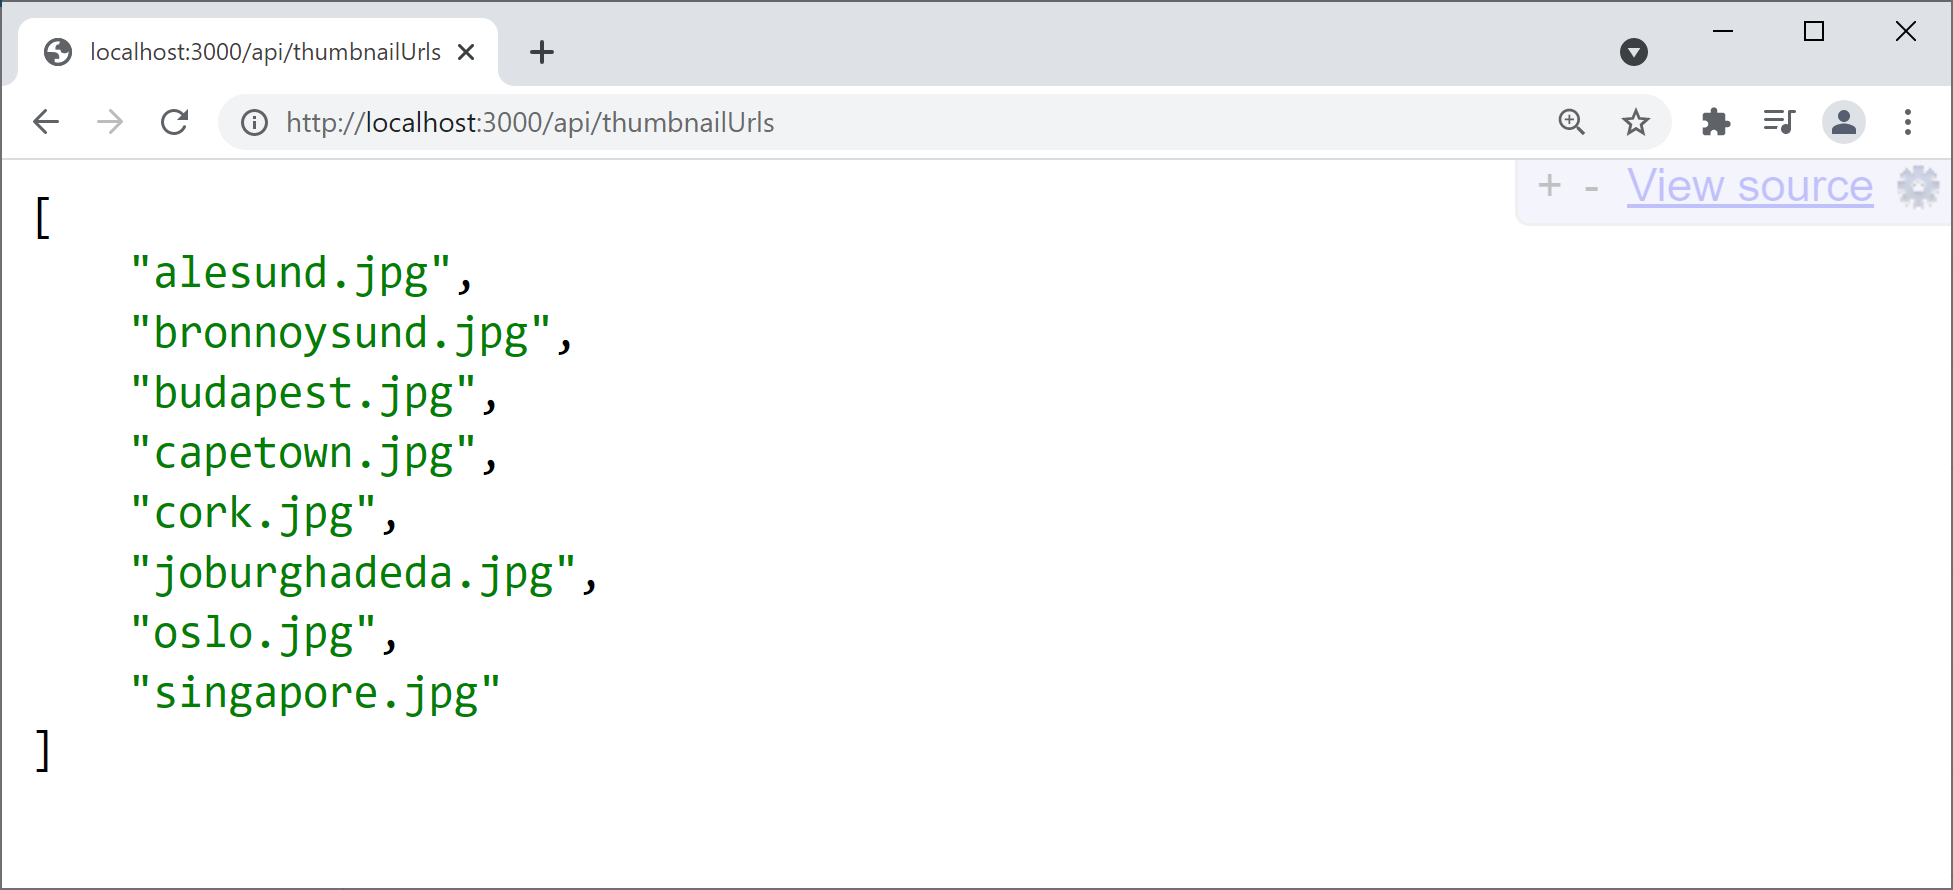 localhost:3000/api/thumbnailUrls
http://localhost:3000/api/thumbnailUrls
+ - View source
[
"alesund.jpg",
"bronnoysund.jpg",
"budapest.jpg",
"capetown.jpg",
"cork.jpg",
"joburghadeda.jpg",
"oslo.jpg",
"singapore.jpg"
]